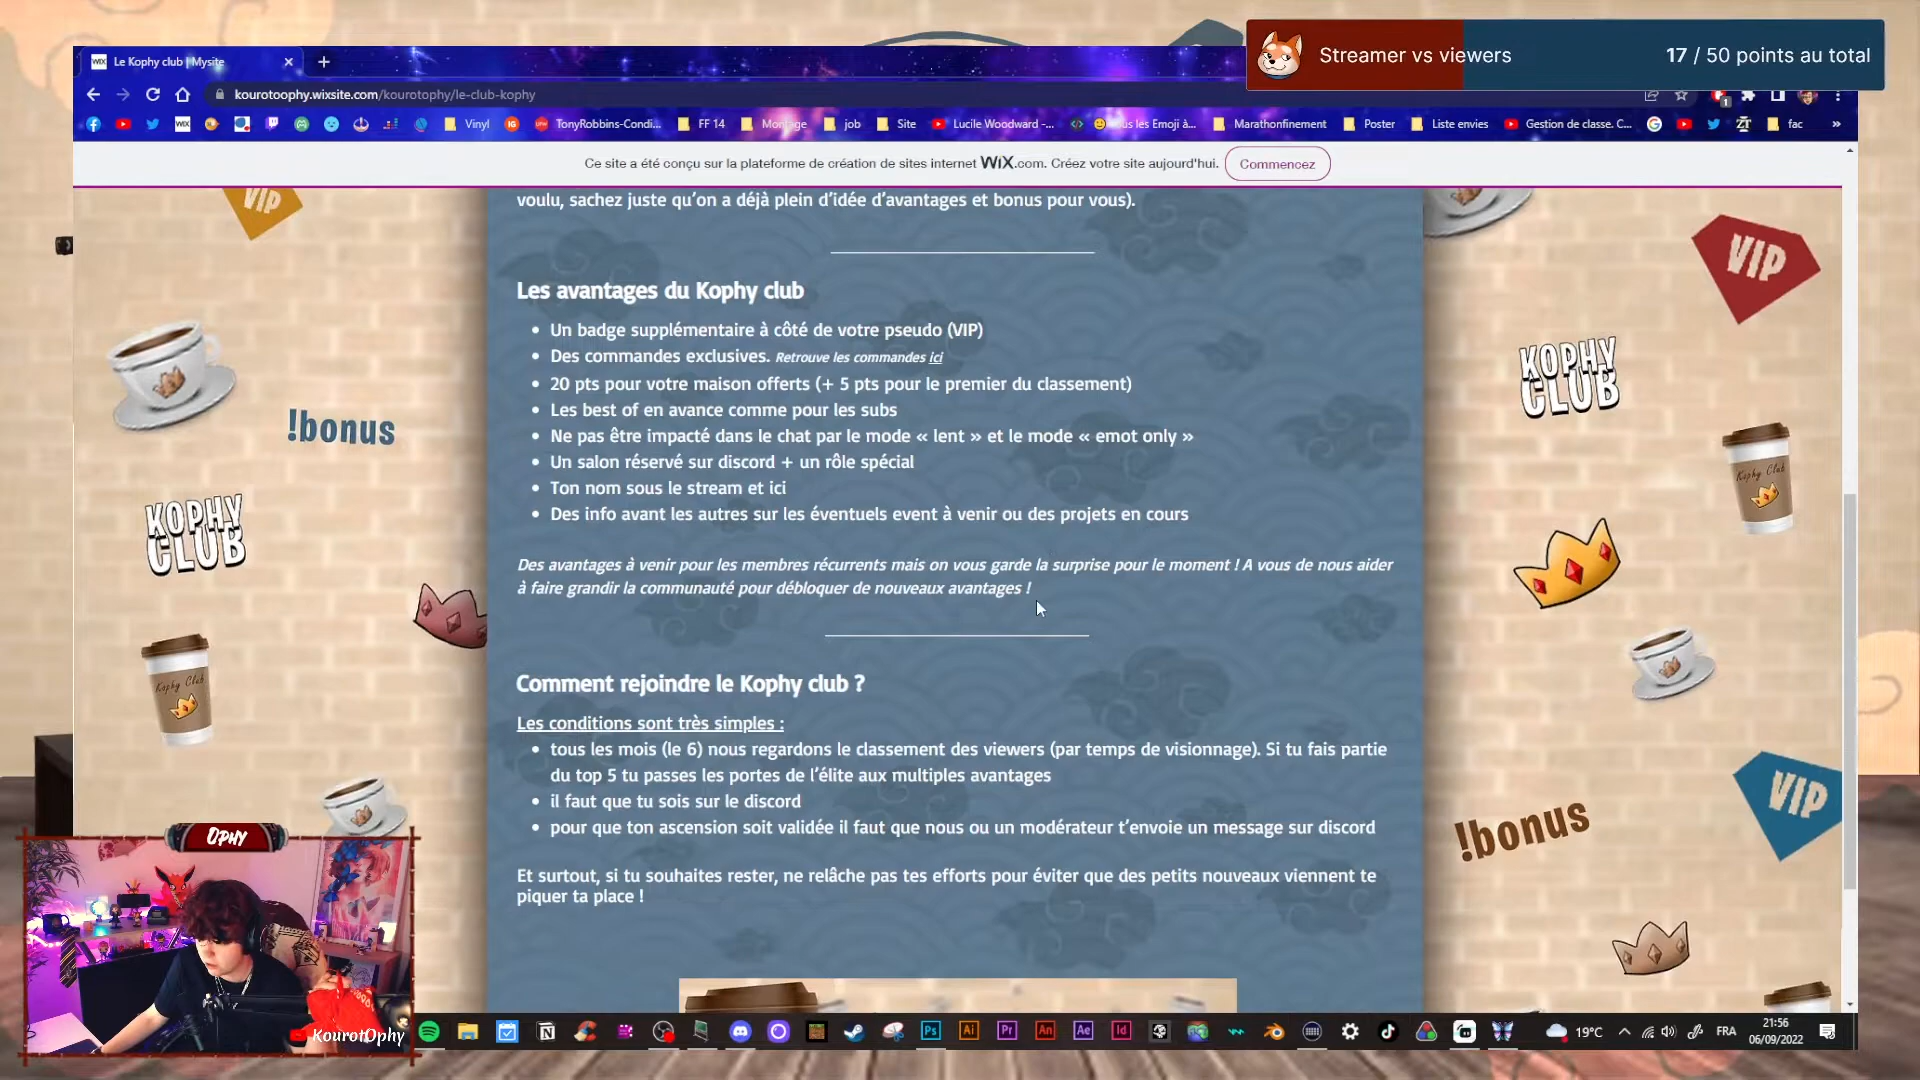 Streamer vs viewers 17 / 50 points au total
Le Kophy club | Mysite
kourotoophy.wixsite.com/kourotophy/le-club-kophy
WIX Vinyl TonyRobbins-Condi... FF 14 Montage job Site Lucile Woodward -... us les Emoji à... Marathonfinement Poster Liste envies Gestion de classe. C... fac »
Ce site a été conçu sur la plateforme de création de sites internet WiX.com. Créez votre site aujourd'hui. Commencez
voulu, sachez juste qu'on a déjà plein d'idée d'avantages et bonus pour vous).
VIP
VIP
Les avantages du Kophy club
Un badge supplémentaire à côté de votre pseudo (VIP)
Des commandes exclusives. Retrouve les commandes ici
20 pts pour votre maison offerts (+ 5 pts pour le premier du classement)
Les best of en avance comme pour les subs
Ne pas être impacté dans le chat par le mode « lent » et le mode « emot only »
Un salon réservé sur discord + un rôle spécial
Ton nom sous le stream et ici
Des info avant les autres sur les éventuels event à venir ou des projets en cours
Des avantages à venir pour les membres récurrents mais on vous garde la surprise pour le moment ! A vous de nous aider
à faire grandir la communauté pour débloquer de nouveaux avantages !
Comment rejoindre le Kophy club ?
Les conditions sont très simples :
tous les mois (le 6) nous regardons le classement des viewers (par temps de visionnage). Si tu fais partie
du top 5 tu passes les portes de l'élite aux multiples avantages
il faut que tu sois sur le discord
pour que ton ascension soit validée il faut que nous ou un modérateur t'envoie un message sur discord
Et surtout, si tu souhaites rester, ne relâche pas tes efforts pour éviter que des petits nouveaux viennent te
piquer ta place !
!bonus
KOPHY
CLUB
Kophy Club
KOPHY
CLUB
Kophy Club
VIP
!bonus
OPHY
KourotOphy
19°C FRA 21:56
06/09/2022